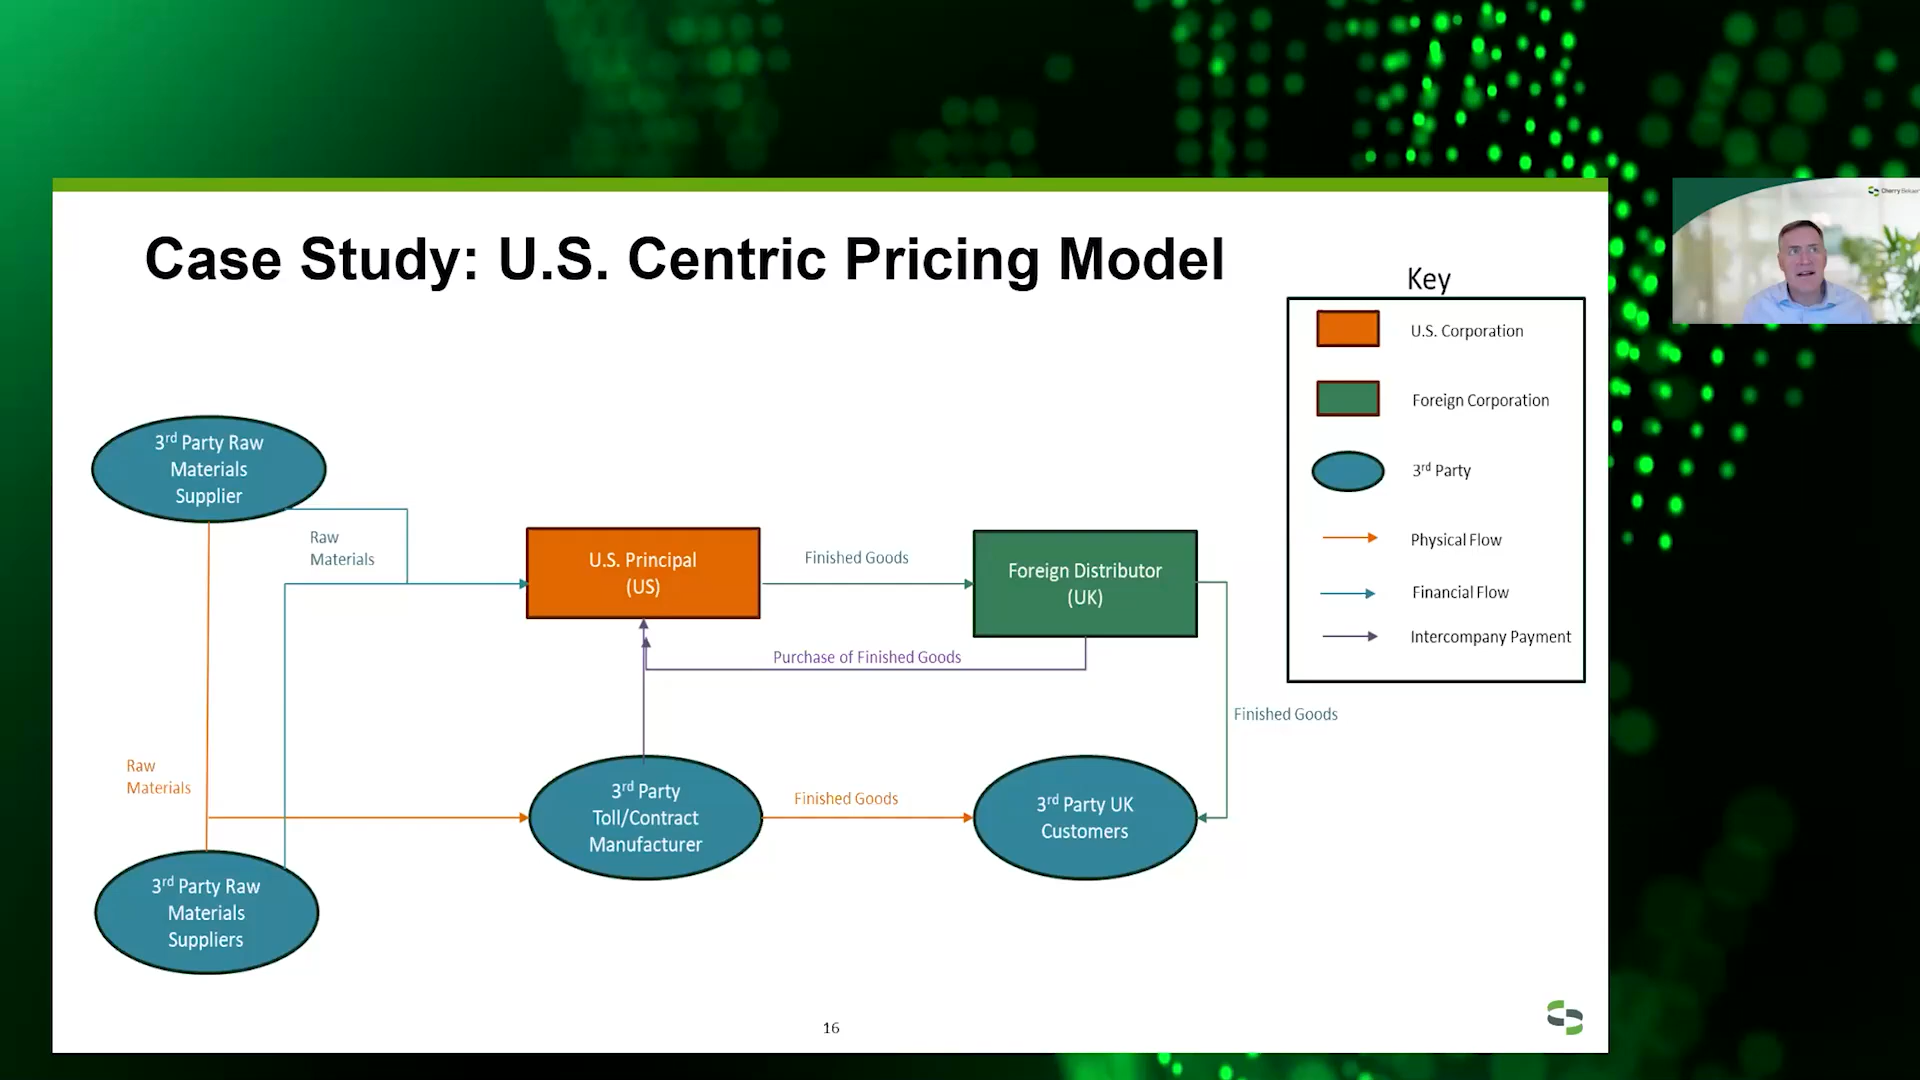 Case Study: U.S. Centric Pricing Model
Key
U.S. Corporation
Foreign Corporation
3rd Party
Physical Flow
Financial Flow
Intercompany Payment
3rd Party Raw
Materials
Supplier
Raw
Materials
U.S. Principal
(US)
Finished Goods
Foreign Distributor
(UK)
Purchase of Finished Goods
Finished Goods
Raw
Materials
3rd Party
Toll/Contract
Manufacturer
Finished Goods
3rd Party UK
Customers
3rd Party Raw
Materials
Suppliers
16
Cherry Bekaert